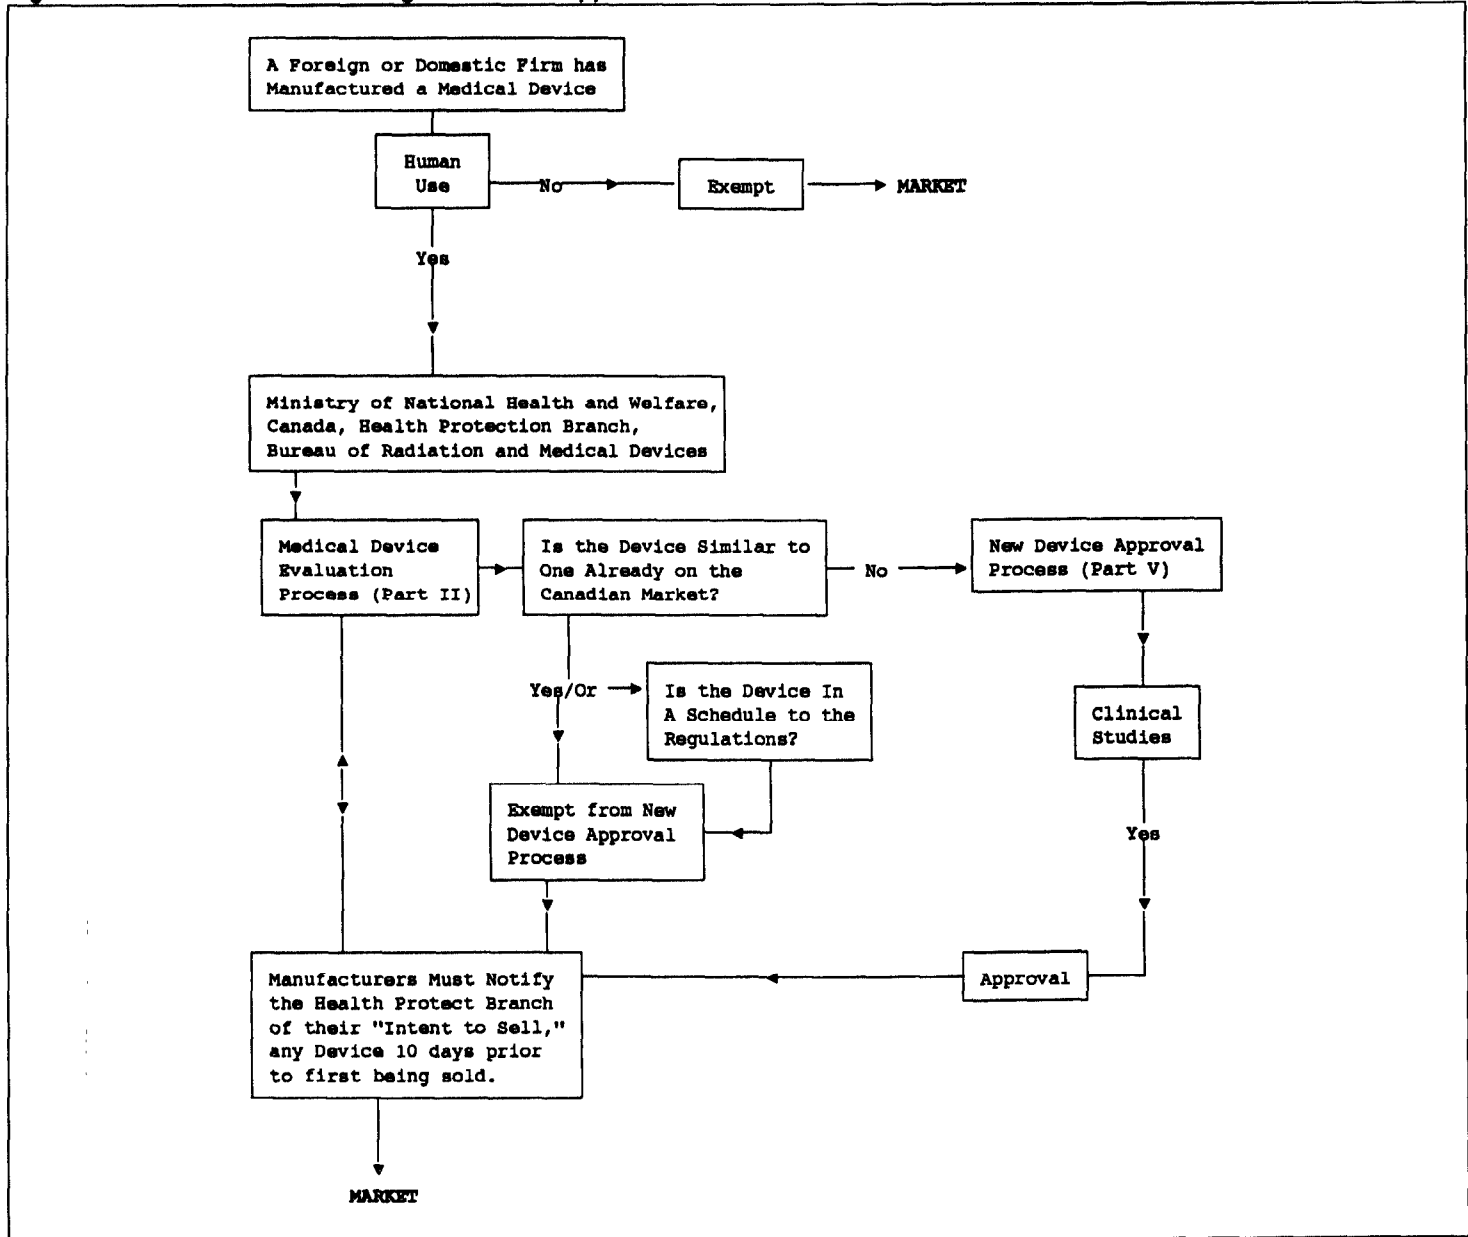 A Foreign or Domestic Firm has
Manufactured a Medical Device
Human
Use
No
Exempt
MARKET
Yes
Ministry of National Health and Welfare,
Canada, Health Protection Branch,
Bureau of Radiation and Medical Devices
Medical Device
Evaluation
Process (Part II)
Is the Device Similar to
One Already on the
Canadian Market?
No
New Device Approval
Process (Part V)
Yes/Or
Is the Device In
A Schedule to the
Regulations?
Clinical
Studies
Exempt from New
Device Approval
Process
Yes
Manufacturers Must Notify
the Health Protect Branch
of their "Intent to Sell,"
any Device 10 days prior
to first being sold.
Approval
MARKET